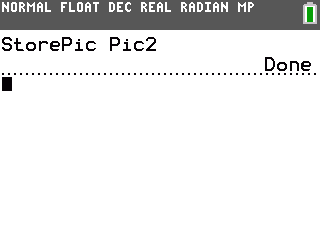 NORMAL FLOAT DEC REAL RADIAN MP
StorePic Pic2
Done